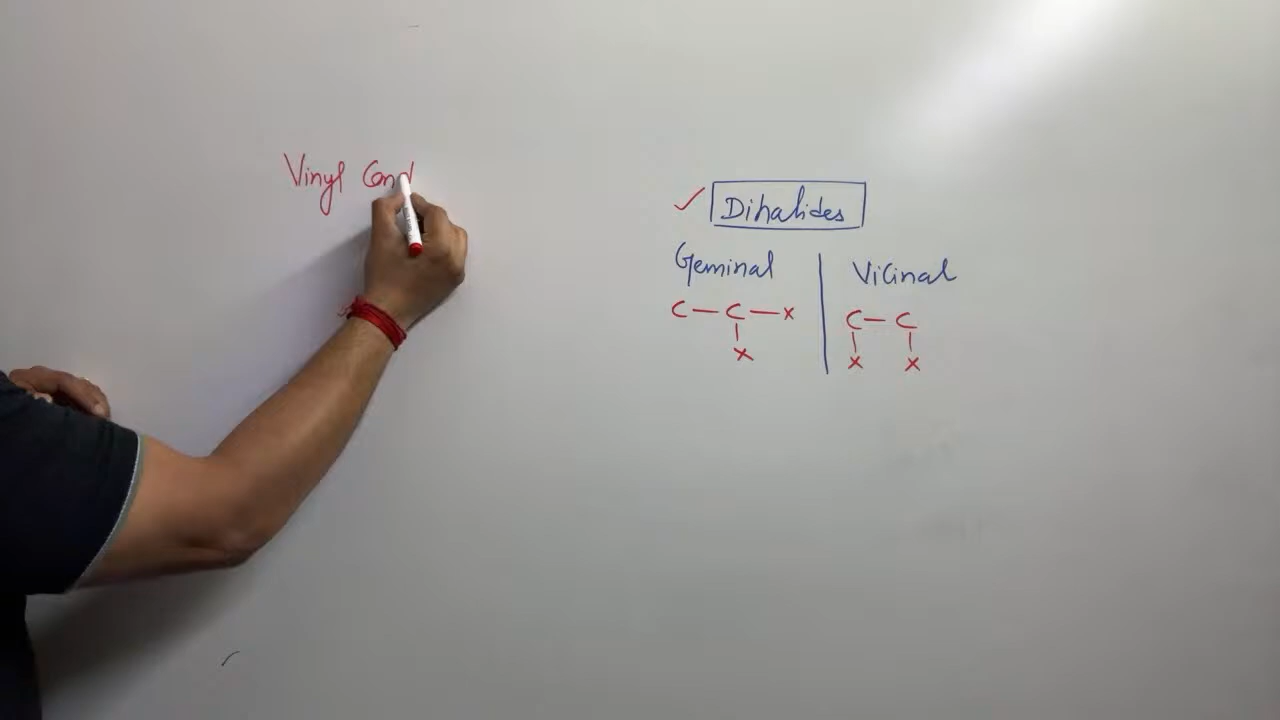 Vinyl Cond
Dihalides
Geminal
Vicinal
C — C — x
x
C — C
x x